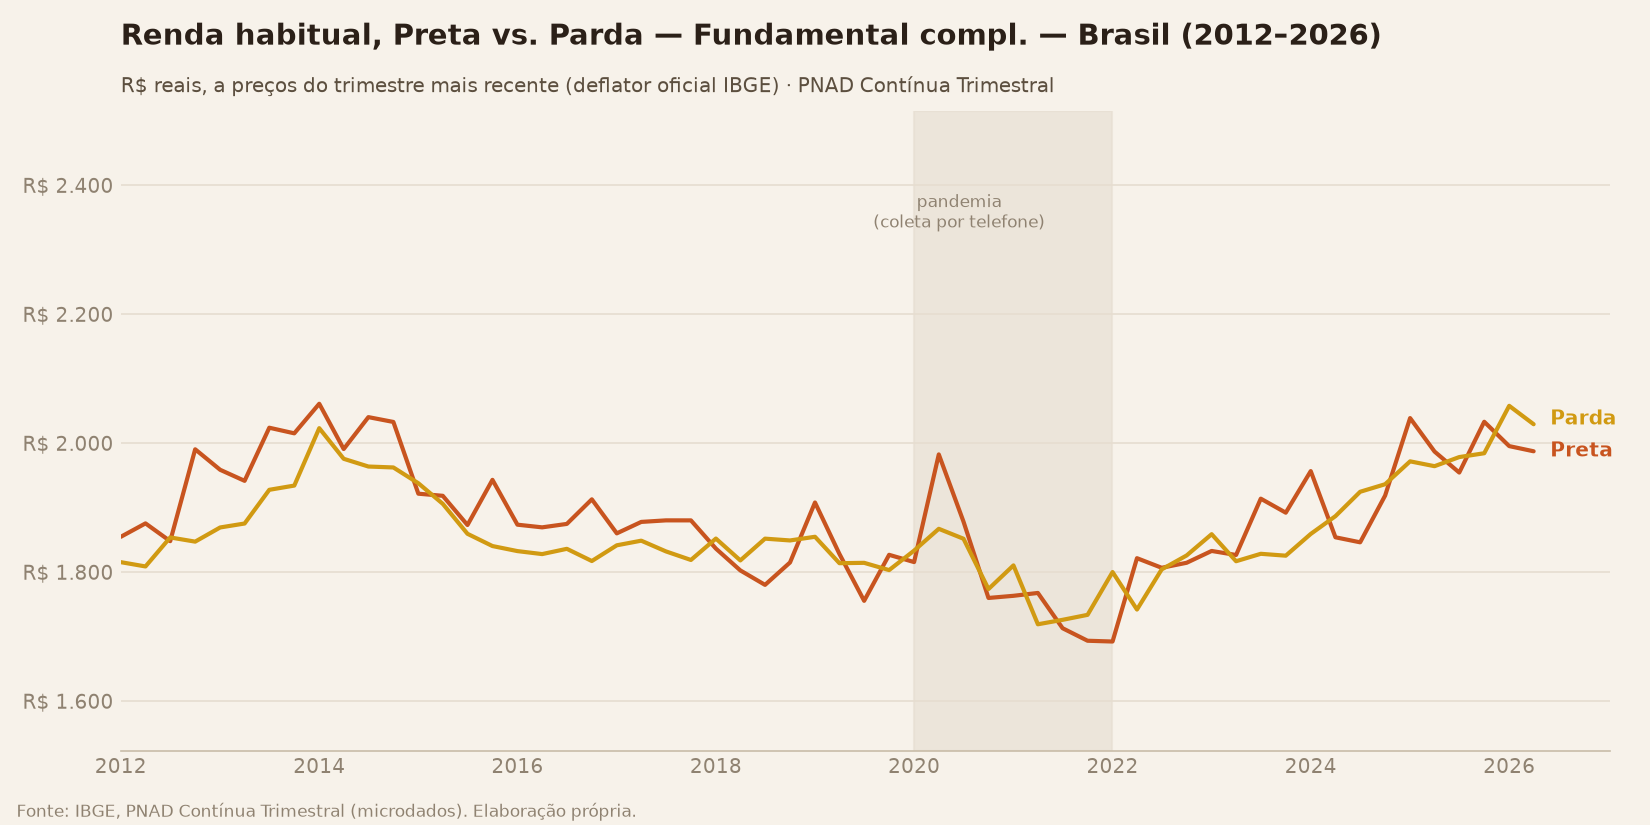 Renda habitual, Preta vs. Parda — Fundamental compl. — Brasil (2012–2026)
R$ reais, a preços do trimestre mais recente (deflator oficial IBGE) · PNAD Contínua Trimestral
R$ 2.400
pandemia
(coleta por telefone)
R$ 2.200
R$ 2.000
Parda
Preta
R$ 1.800
R$ 1.600
2012 2014 2016 2018 2020 2022 2024 2026
Fonte: IBGE, PNAD Contínua Trimestral (microdados). Elaboração própria.